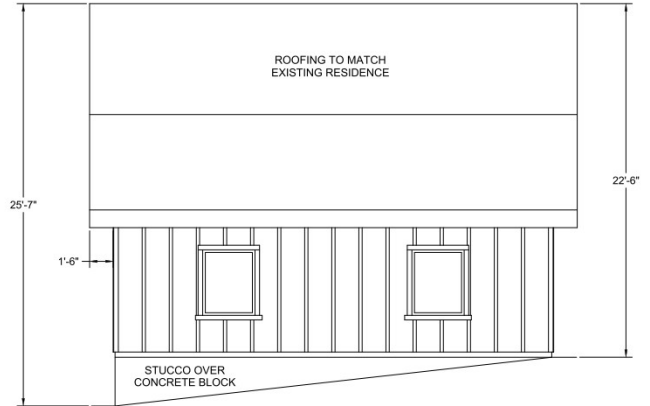 ROOFING TO MATCH
EXISTING RESIDENCE
22'-6"
25'-7"
1'-6"
STUCCO OVER
CONCRETE BLOCK